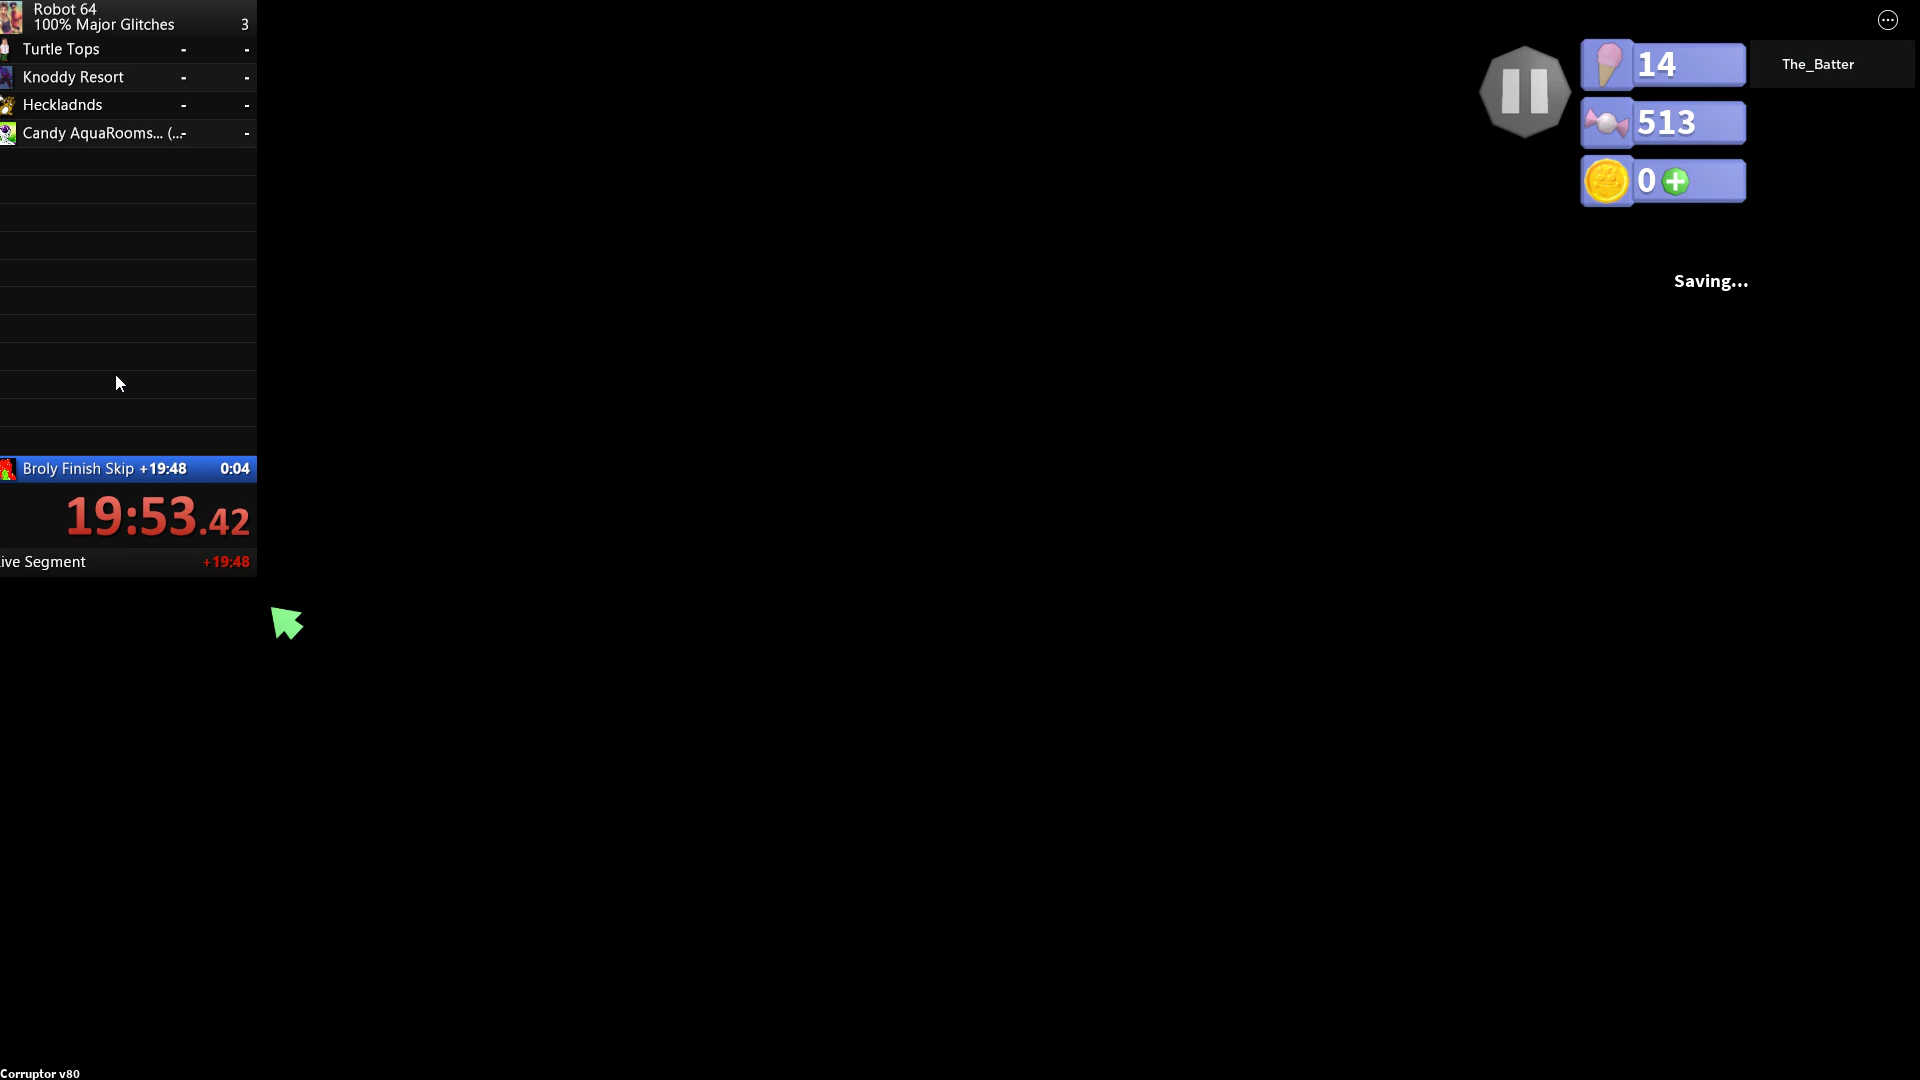 Robot 64
100% Major Glitches 3
Turtle Tops - -
Knoddy Resort - -
Heckladnds - -
Candy AquaRooms... (...- -
Broly Finish Skip +19:48 0:04
19:53.42
ive Segment +19:48
14
513
0
The_Batter
Saving...
Corruptor v80